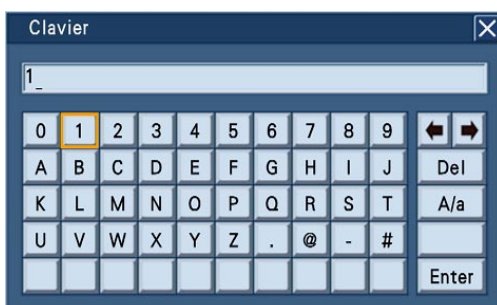 Clavier
1_
0 1 2 3 4 5 6 7 8 9
A B C D E F G H I J Del
K L M N O P Q R S T A/a
U V W X Y Z . @ - #
Enter